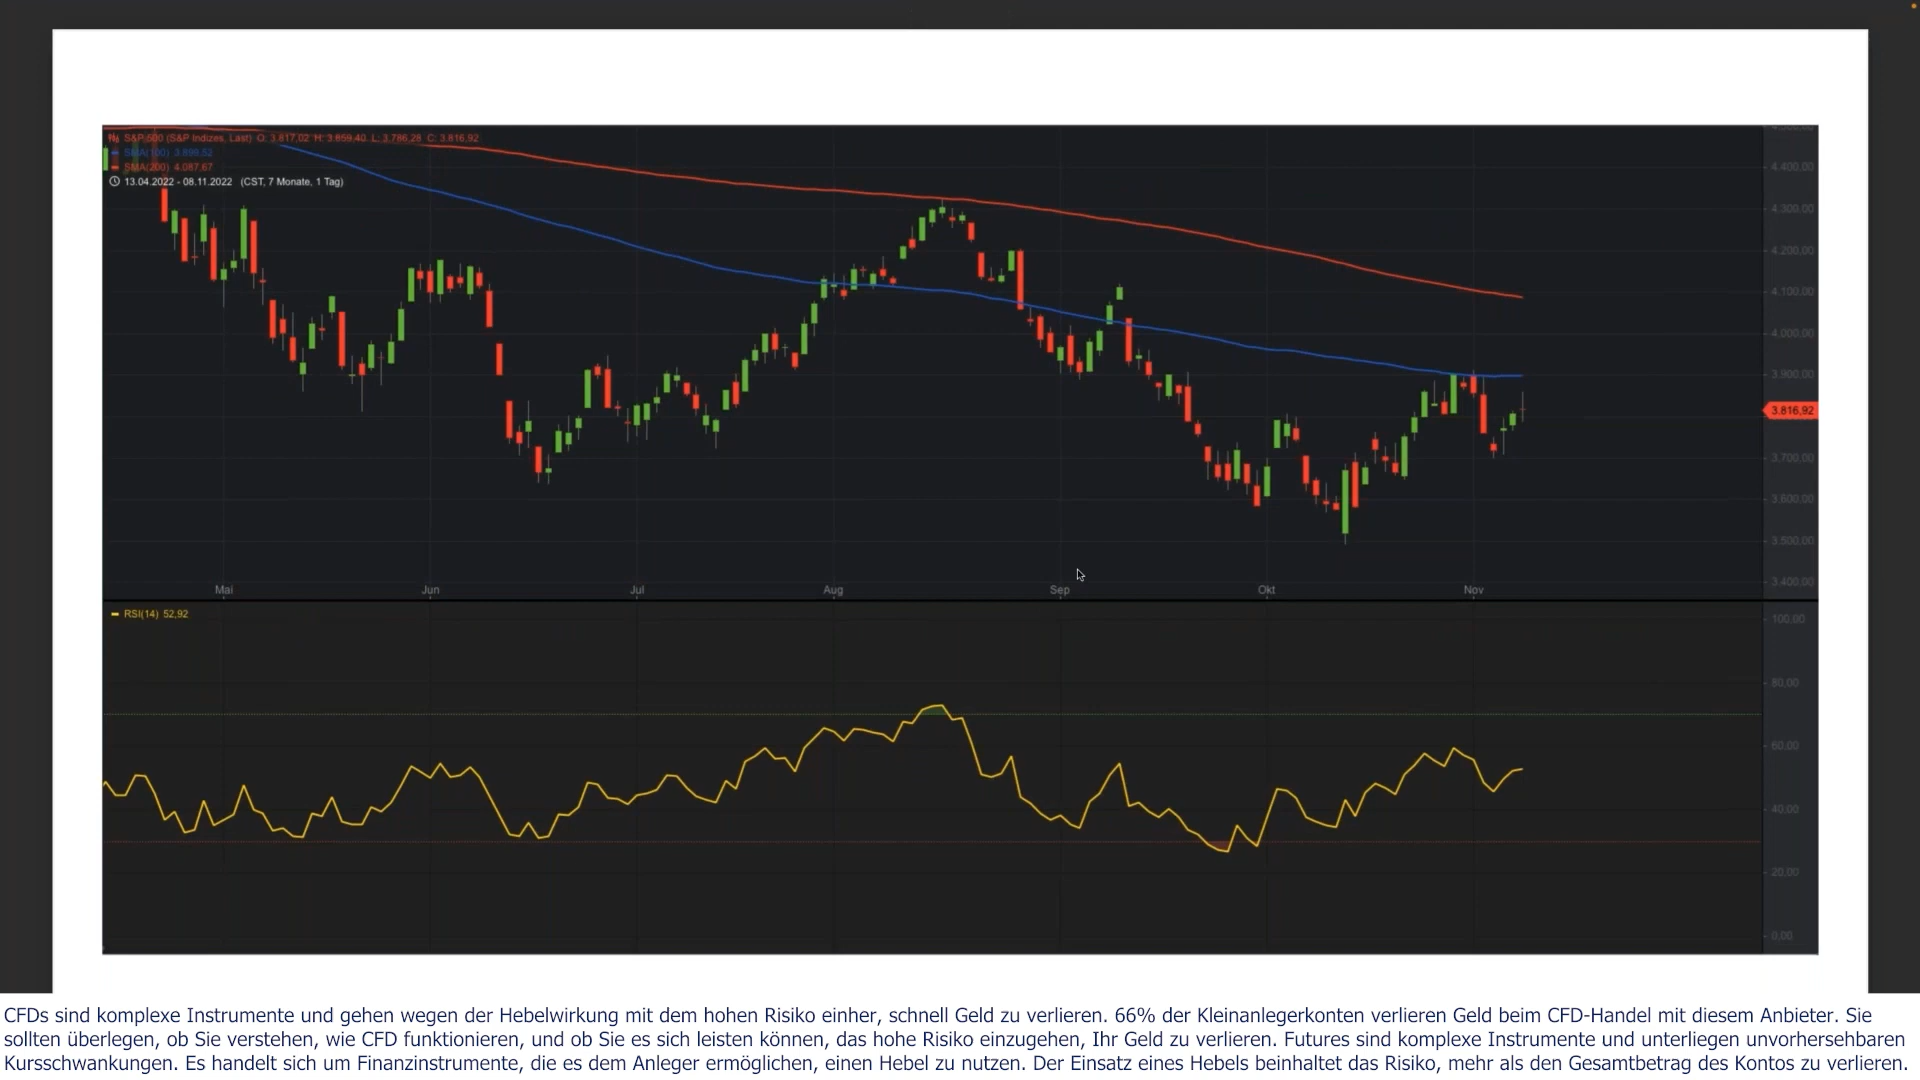 S&P 500 (S&P Indizes, Last) O: 3.817,02 H: 3.859,40 L: 3.786,28 C: 3.816,92
SMA(100) 3.899,52
SMA(200) 4.087,67
13.04.2022 - 08.11.2022 (CST, 7 Monate, 1 Tag)
4.500,00
4.400,00
4.300,00
4.200,00
4.100,00
4.000,00
3.900,00
3.816,92
3.700,00
3.600,00
3.500,00
3.400,00
Mai Jun Jul Aug Sep Okt Nov
RSI(14) 52,92
100,00
80,00
60,00
40,00
20,00
0,00
CFDs sind komplexe Instrumente und gehen wegen der Hebelwirkung mit dem hohen Risiko einher, schnell Geld zu verlieren. 66% der Kleinanlegerkonten verlieren Geld beim CFD-Handel mit diesem Anbieter. Sie
sollten überlegen, ob Sie verstehen, wie CFD funktionieren, und ob Sie es sich leisten können, das hohe Risiko einzugehen, Ihr Geld zu verlieren. Futures sind komplexe Instrumente und unterliegen unvorhersehbaren
Kursschwankungen. Es handelt sich um Finanzinstrumente, die es dem Anleger ermöglichen, einen Hebel zu nutzen. Der Einsatz eines Hebels beinhaltet das Risiko, mehr als den Gesamtbetrag des Kontos zu verlieren.